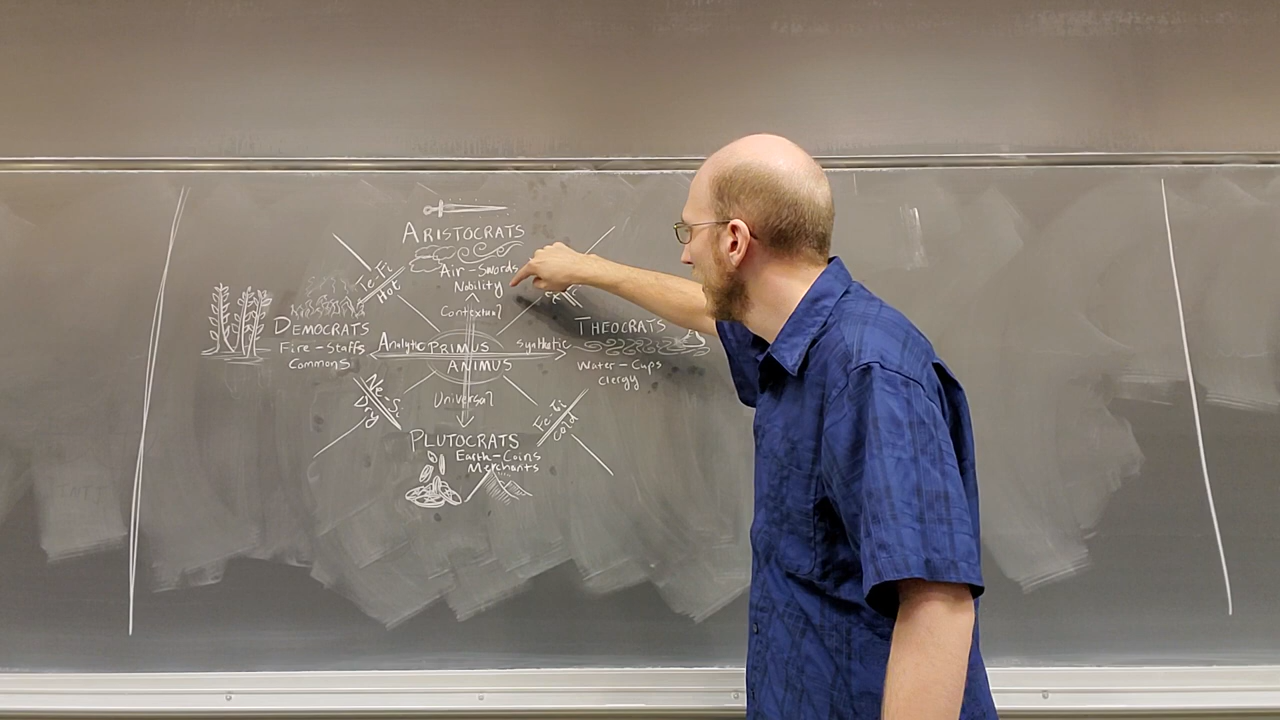 ARISTOCRATS
Air-Swords
Nobility
Contextual
Te-Fi
Hot
DEMOCRATS
Fire-Staffs
Commons
Analytic
PRIMUS
ANIMUS
synthetic
THEOCRATS
Water-Cups
Clergy
Universal
Ne-Si
Dry
Fe-Ti
Cold
PLUTOCRATS
Earth-Coins
Merchants